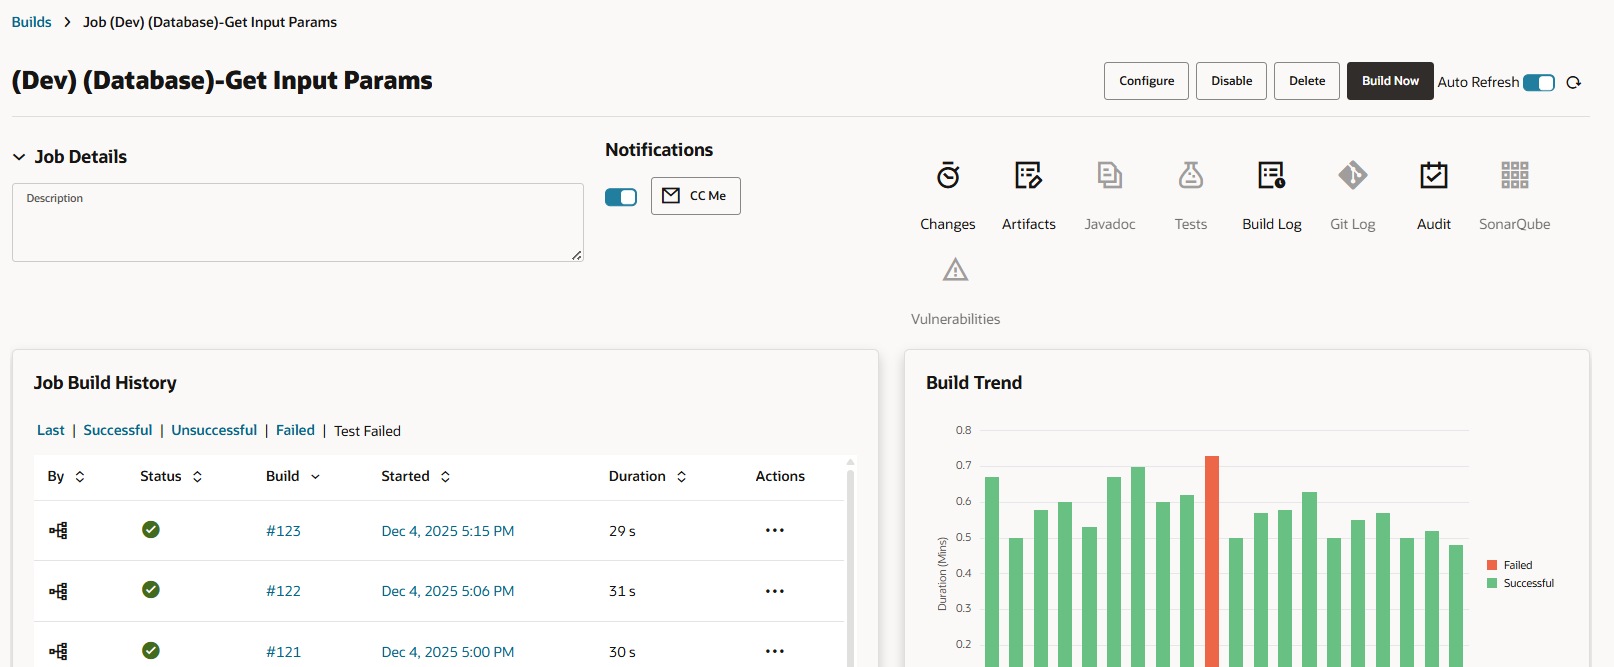 Builds > Job (Dev) (Database)-Get Input Params
(Dev) (Database)-Get Input Params
Configure Disable Delete Build Now Auto Refresh
Job Details
Description
Notifications
CC Me
Changes Artifacts Javadoc Tests Build Log Git Log Audit SonarQube
Vulnerabilities
Job Build History
Last | Successful | Unsuccessful | Failed | Test Failed
By Status Build Started Duration Actions
#123 Dec 4, 2025 5:15 PM 29 s
#122 Dec 4, 2025 5:06 PM 31 s
#121 Dec 4, 2025 5:00 PM 30 s
Build Trend
0.8
0.7
0.6
0.5
0.4
0.3
0.2
Duration (Mins)
Failed
Successful